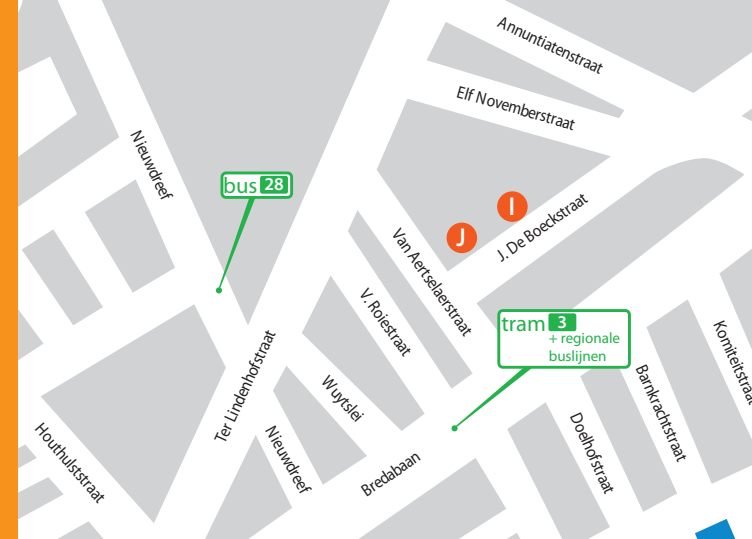 Annuntiatenstraat
Elf Novemberstraat
Nieuwdreef
bus 28
I
J
J. De Boeckstraat
Van Aertselaerstraat
V. Roiestraat
tram 3
+ regionale
buslijnen
Komiteitstraa
Ter Lindenhofstraat
Wuytslei
Barnkrachtstraat
Houthulststraat
Nieuwdreef
Bredabaan
Doelhofstraat